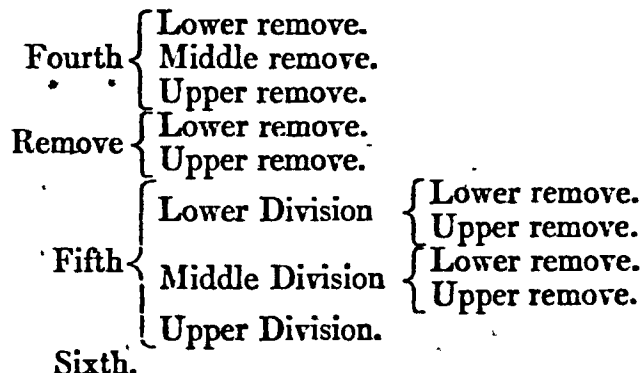 Lower remove.
Fourth Middle remove.
Upper remove.
Remove Lower remove.
Upper remove.
Lower Division Lower remove.
Upper remove.
Fifth
Middle Division Lower remove.
Upper remove.
Upper Division.
Sixth.